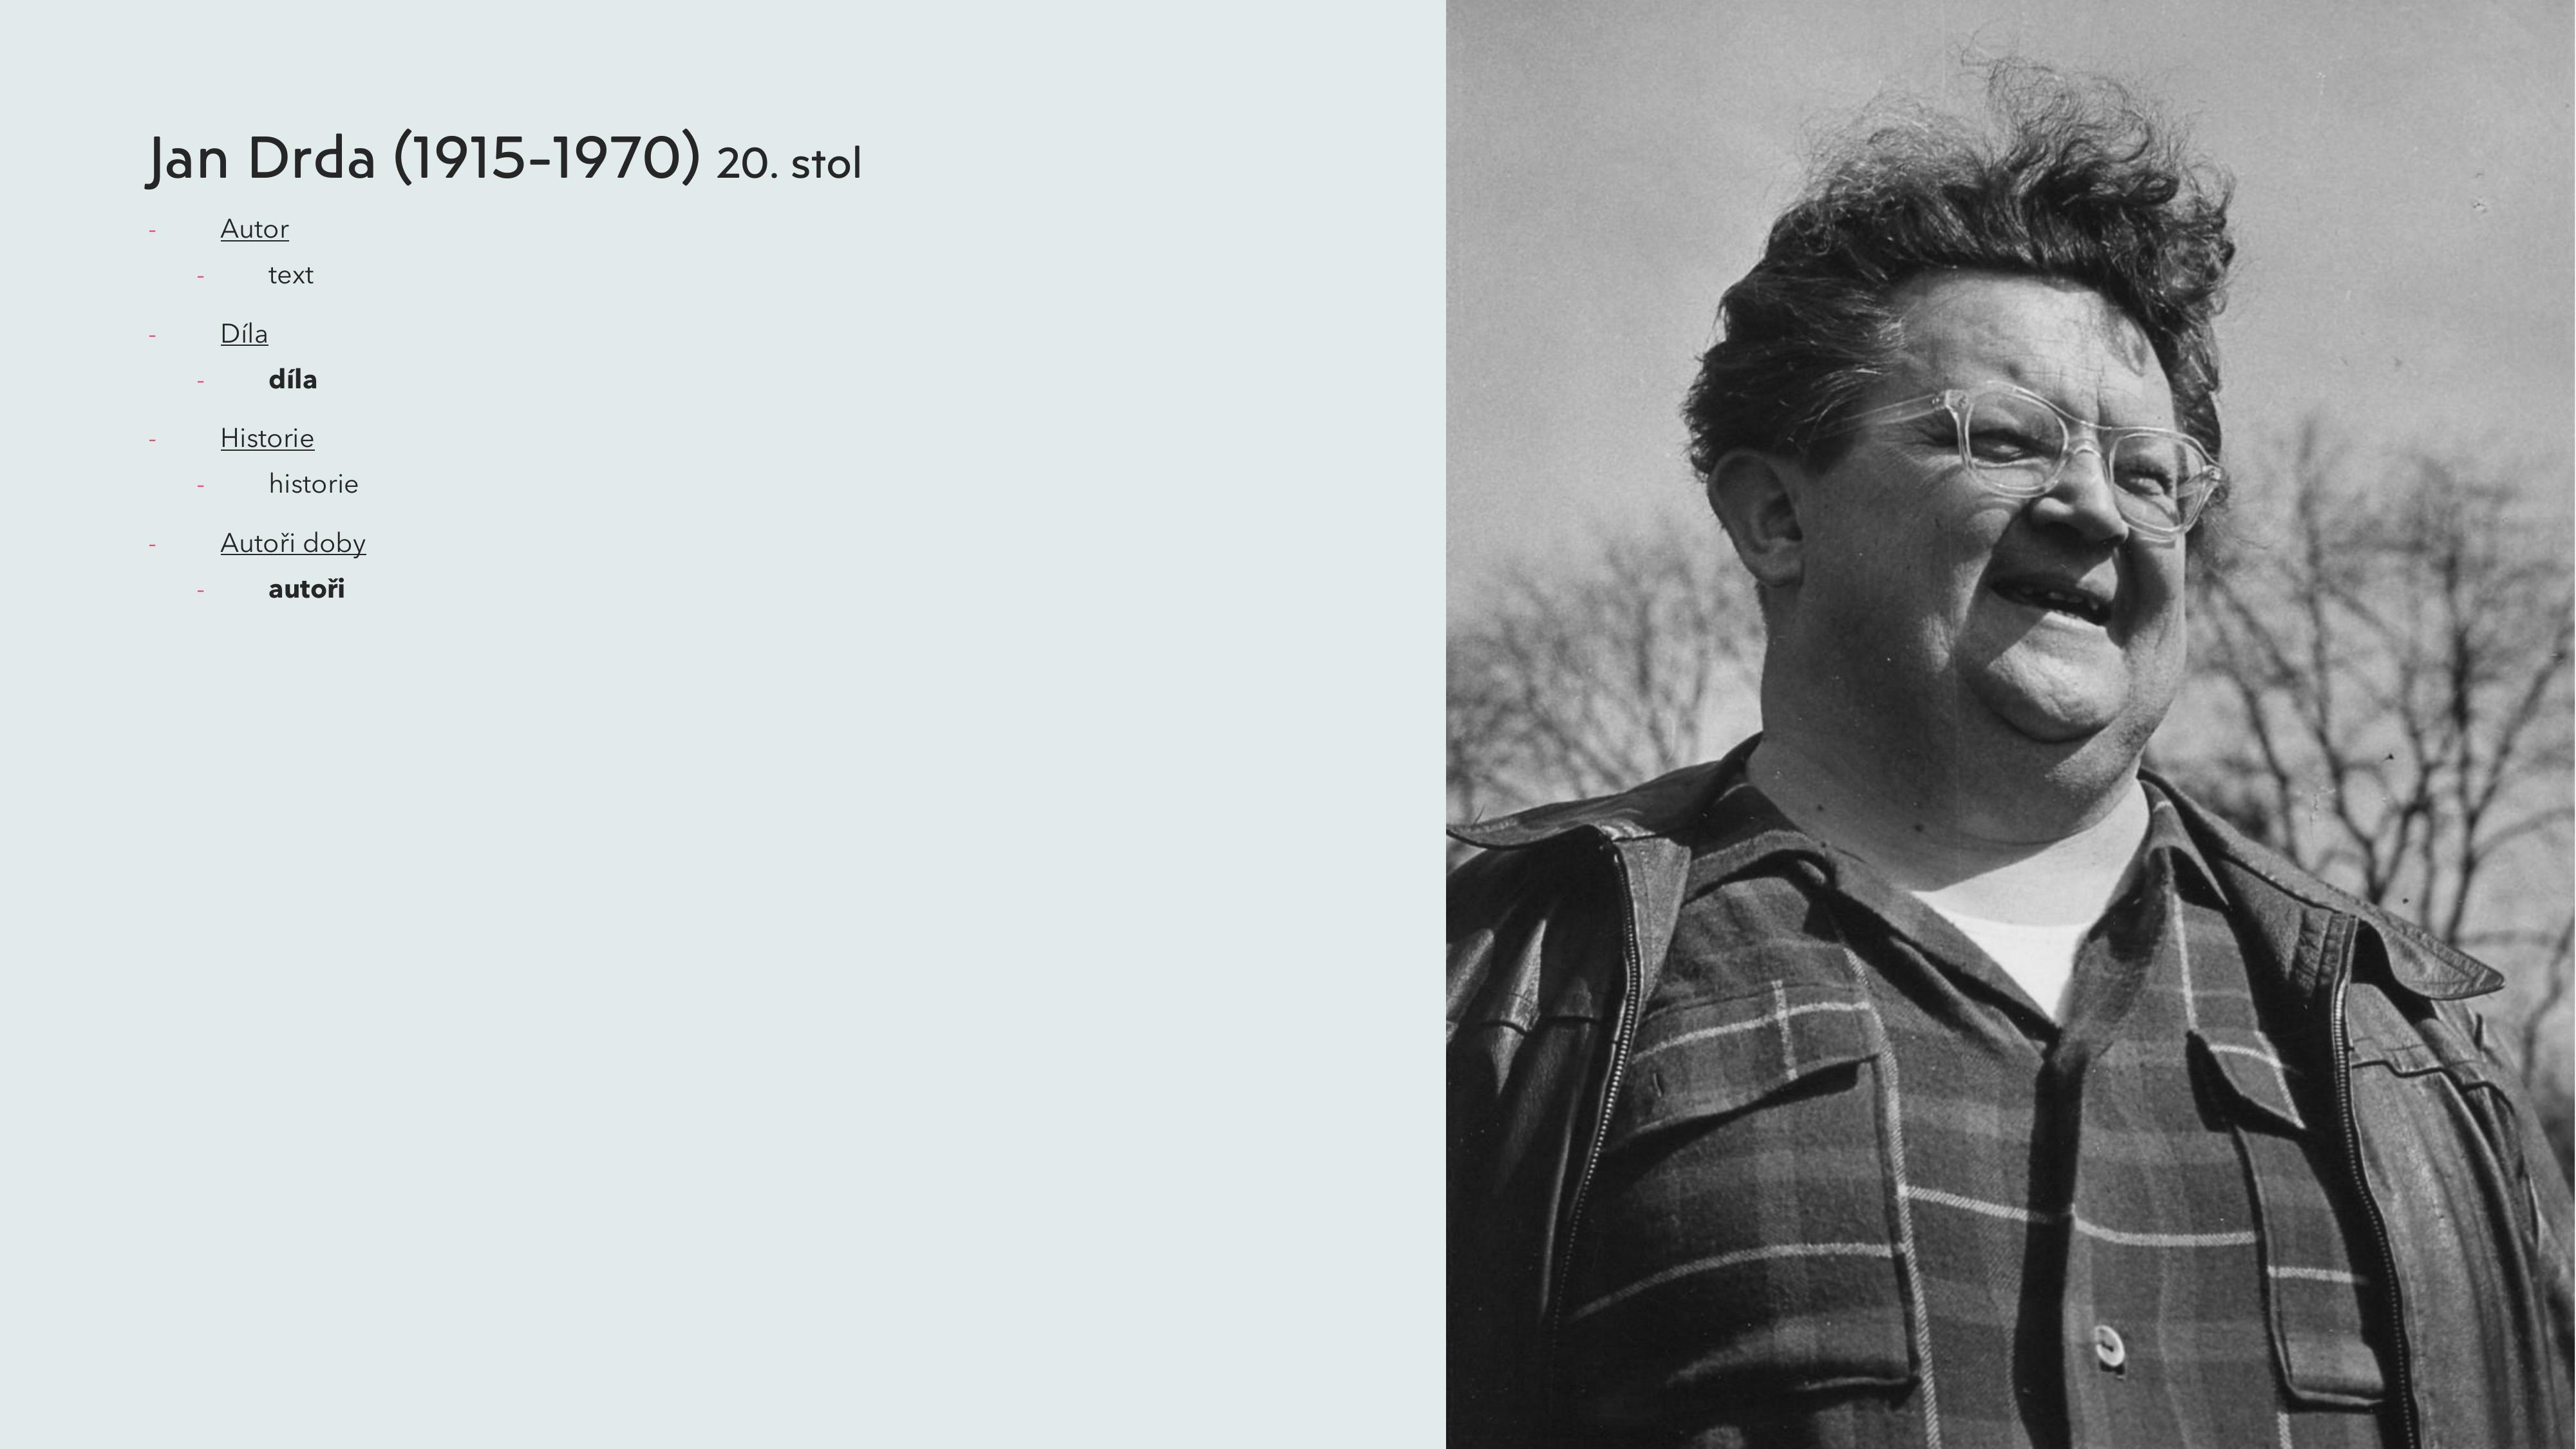 Jan Drda (1915-1970) 20. stol
- Autor
- text
- Díla
- díla
- Historie
- historie
- Autoři doby
- autoři